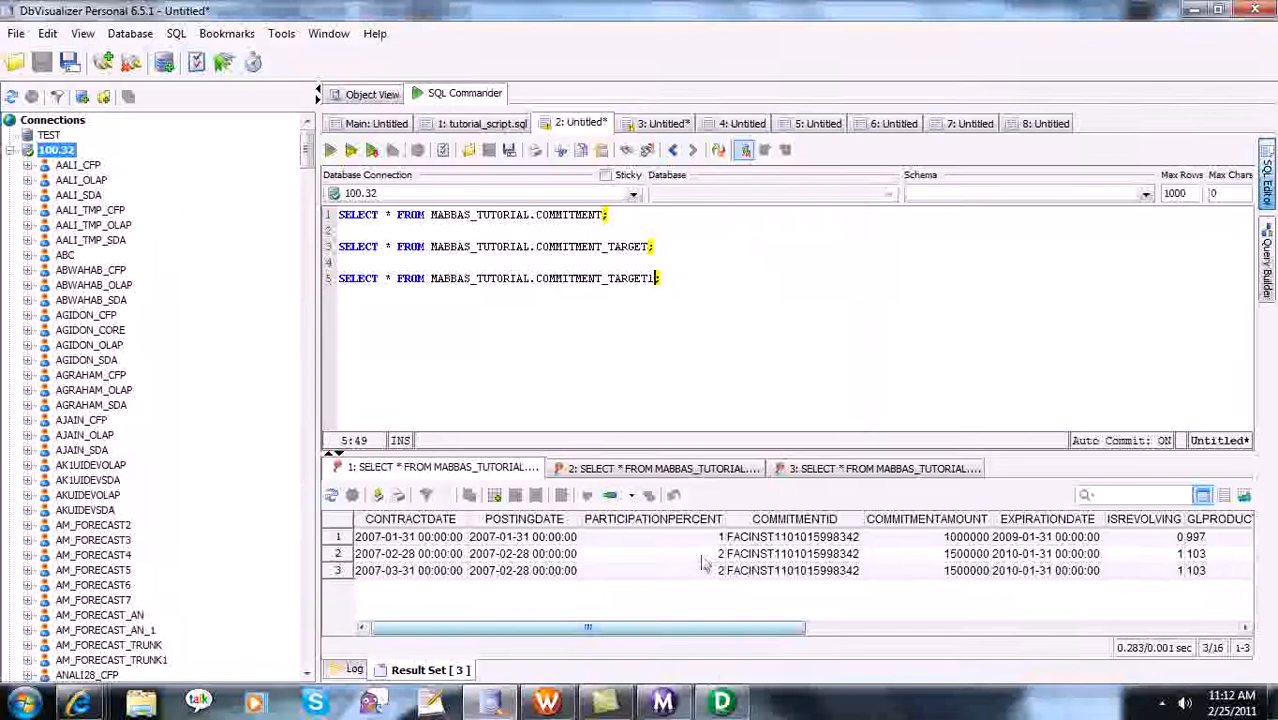 DbVisualizer Personal 6.5.1 - Untitled*
File Edit View Database SQL Bookmarks Tools Window Help
Object View SQL Commander
Connections
TEST
100.32
AALI_CFP
AALI_OLAP
AALI_SDA
AALI_TMP_CFP
AALI_TMP_OLAP
AALI_TMP_SDA
ABC
ABWAHAB_CFP
ABWAHAB_OLAP
ABWAHAB_SDA
AGIDON_CFP
AGIDON_CORE
AGIDON_OLAP
AGIDON_SDA
AGRAHAM_CFP
AGRAHAM_OLAP
AGRAHAM_SDA
AJAIN_CFP
AJAIN_OLAP
AJAIN_SDA
AK1UIDEVOLAP
AK1UIDEVSDA
AKUIDEVOLAP
AKUIDEVSDA
AM_FORECAST2
AM_FORECAST3
AM_FORECAST4
AM_FORECAST5
AM_FORECAST6
AM_FORECAST7
AM_FORECAST_AN
AM_FORECAST_AN_1
AM_FORECAST_TRUNK
AM_FORECAST_TRUNK1
ANALI28_CFP
Main: Untitled 1: tutorial_script.sql 2: Untitled* 3: Untitled* 4: Untitled 5: Untitled 6: Untitled 7: Untitled 8: Untitled
Database Connection Sticky Database Schema Max Rows Max Chars
100.32 1000 0
1 SELECT * FROM MABBAS_TUTORIAL.COMMITMENT;
2
3 SELECT * FROM MABBAS_TUTORIAL.COMMITMENT_TARGET;
4
5 SELECT * FROM MABBAS_TUTORIAL.COMMITMENT_TARGET1;
SQL Editor
Query Builder
5:49 INS Auto Commit: ON Untitled*
1: SELECT * FROM MABBAS_TUTORIAL.... 2: SELECT * FROM MABBAS_TUTORIAL.... 3: SELECT * FROM MABBAS_TUTORIAL....
CONTRACTDATE POSTINGDATE PARTICIPATIONPERCENT COMMITMENTID COMMITMENTAMOUNT EXPIRATIONDATE ISREVOLVING GLPRODUC
1 2007-01-31 00:00:00 2007-01-31 00:00:00 1 FACINST1101015998342 1000000 2009-01-31 00:00:00 0 997
2 2007-02-28 00:00:00 2007-02-28 00:00:00 2 FACINST1101015998342 1500000 2010-01-31 00:00:00 1 103
3 2007-03-31 00:00:00 2007-02-28 00:00:00 2 FACINST1101015998342 1500000 2010-01-31 00:00:00 1 103
0.283/0.001 sec 3/16 1-3
Log Result Set [ 3 ]
talk
11:12 AM
2/25/2011